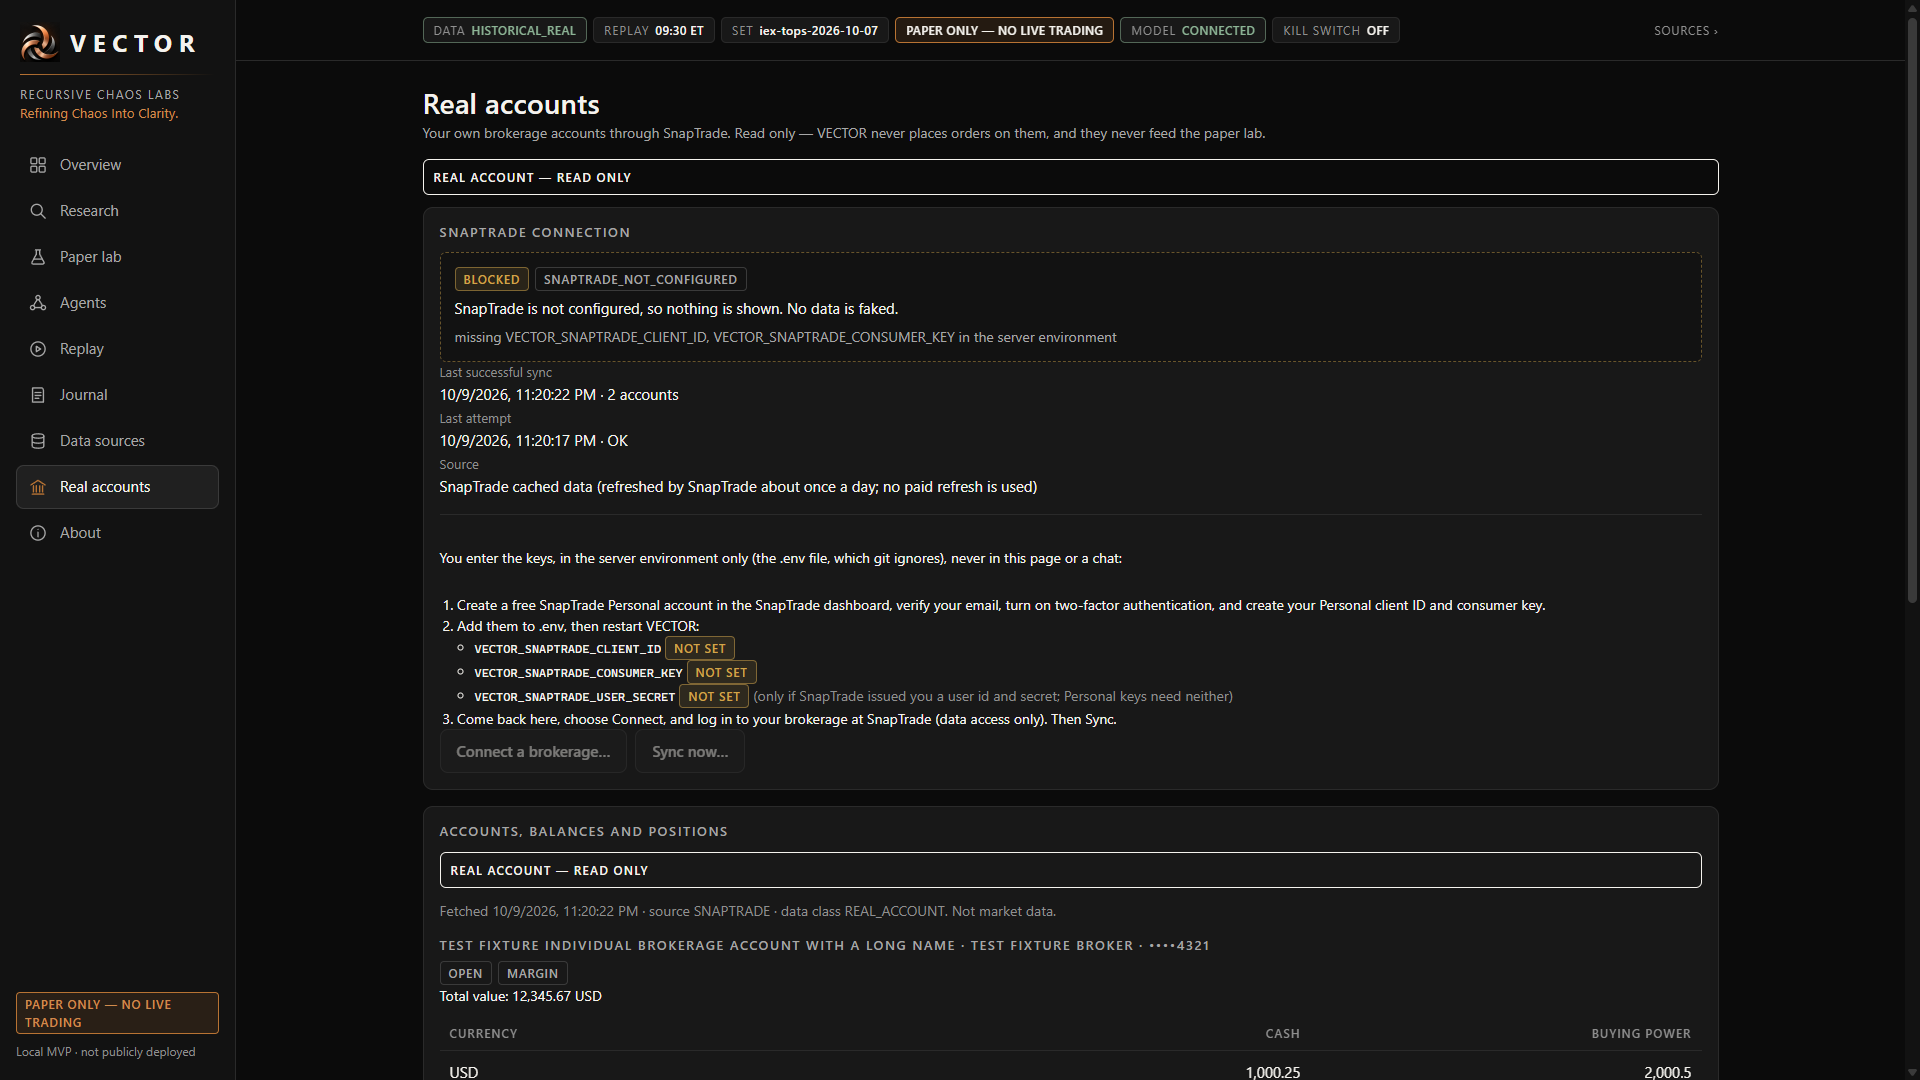 VECTOR
RECURSIVE CHAOS LABS
Refining Chaos Into Clarity.
Overview
Research
Paper lab
Agents
Replay
Journal
Data sources
Real accounts
About
PAPER ONLY — NO LIVE
TRADING
Local MVP · not publicly deployed
DATA HISTORICAL_REAL
REPLAY 09:30 ET
SET iex-tops-2026-10-07
PAPER ONLY — NO LIVE TRADING
MODEL CONNECTED
KILL SWITCH OFF
SOURCES ›
Real accounts
Your own brokerage accounts through SnapTrade. Read only — VECTOR never places orders on them, and they never feed the paper lab.
REAL ACCOUNT — READ ONLY
SNAPTRADE CONNECTION
BLOCKED SNAPTRADE_NOT_CONFIGURED
SnapTrade is not configured, so nothing is shown. No data is faked.
missing VECTOR_SNAPTRADE_CLIENT_ID, VECTOR_SNAPTRADE_CONSUMER_KEY in the server environment
Last successful sync
10/9/2026, 11:20:22 PM · 2 accounts
Last attempt
10/9/2026, 11:20:17 PM · OK
Source
SnapTrade cached data (refreshed by SnapTrade about once a day; no paid refresh is used)
You enter the keys, in the server environment only (the .env file, which git ignores), never in this page or a chat:
1. Create a free SnapTrade Personal account in the SnapTrade dashboard, verify your email, turn on two-factor authentication, and create your Personal client ID and consumer key.
2. Add them to .env, then restart VECTOR:
VECTOR_SNAPTRADE_CLIENT_ID NOT SET
VECTOR_SNAPTRADE_CONSUMER_KEY NOT SET
VECTOR_SNAPTRADE_USER_SECRET NOT SET (only if SnapTrade issued you a user id and secret; Personal keys need neither)
3. Come back here, choose Connect, and log in to your brokerage at SnapTrade (data access only). Then Sync.
Connect a brokerage... Sync now...
ACCOUNTS, BALANCES AND POSITIONS
REAL ACCOUNT — READ ONLY
Fetched 10/9/2026, 11:20:22 PM · source SNAPTRADE · data class REAL_ACCOUNT. Not market data.
TEST FIXTURE INDIVIDUAL BROKERAGE ACCOUNT WITH A LONG NAME · TEST FIXTURE BROKER · ••••4321
OPEN MARGIN
Total value: 12,345.67 USD
CURRENCY CASH BUYING POWER
USD 1,000.25 2,000.5